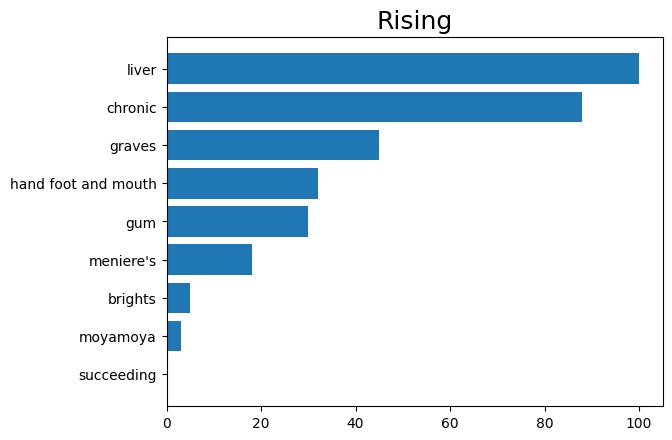 Rising
liver
chronic
graves
hand foot and mouth
gum
meniere's
brights
moyamoya
succeeding
0 20 40 60 80 100